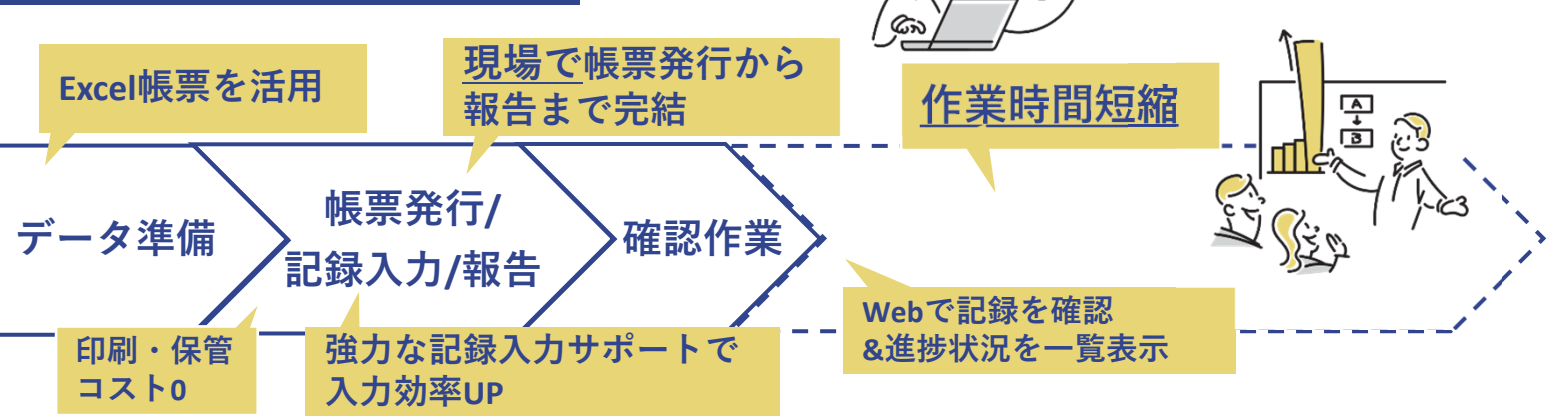 Excel帳票を活用
現場で帳票発行から
報告まで完結
作業時間短縮
A
B
データ準備
帳票発行/
記録入力/報告
確認作業
印刷・保管
コスト0
強力な記録入力サポートで
入力効率UP
Webで記録を確認
&進捗状況を一覧表示